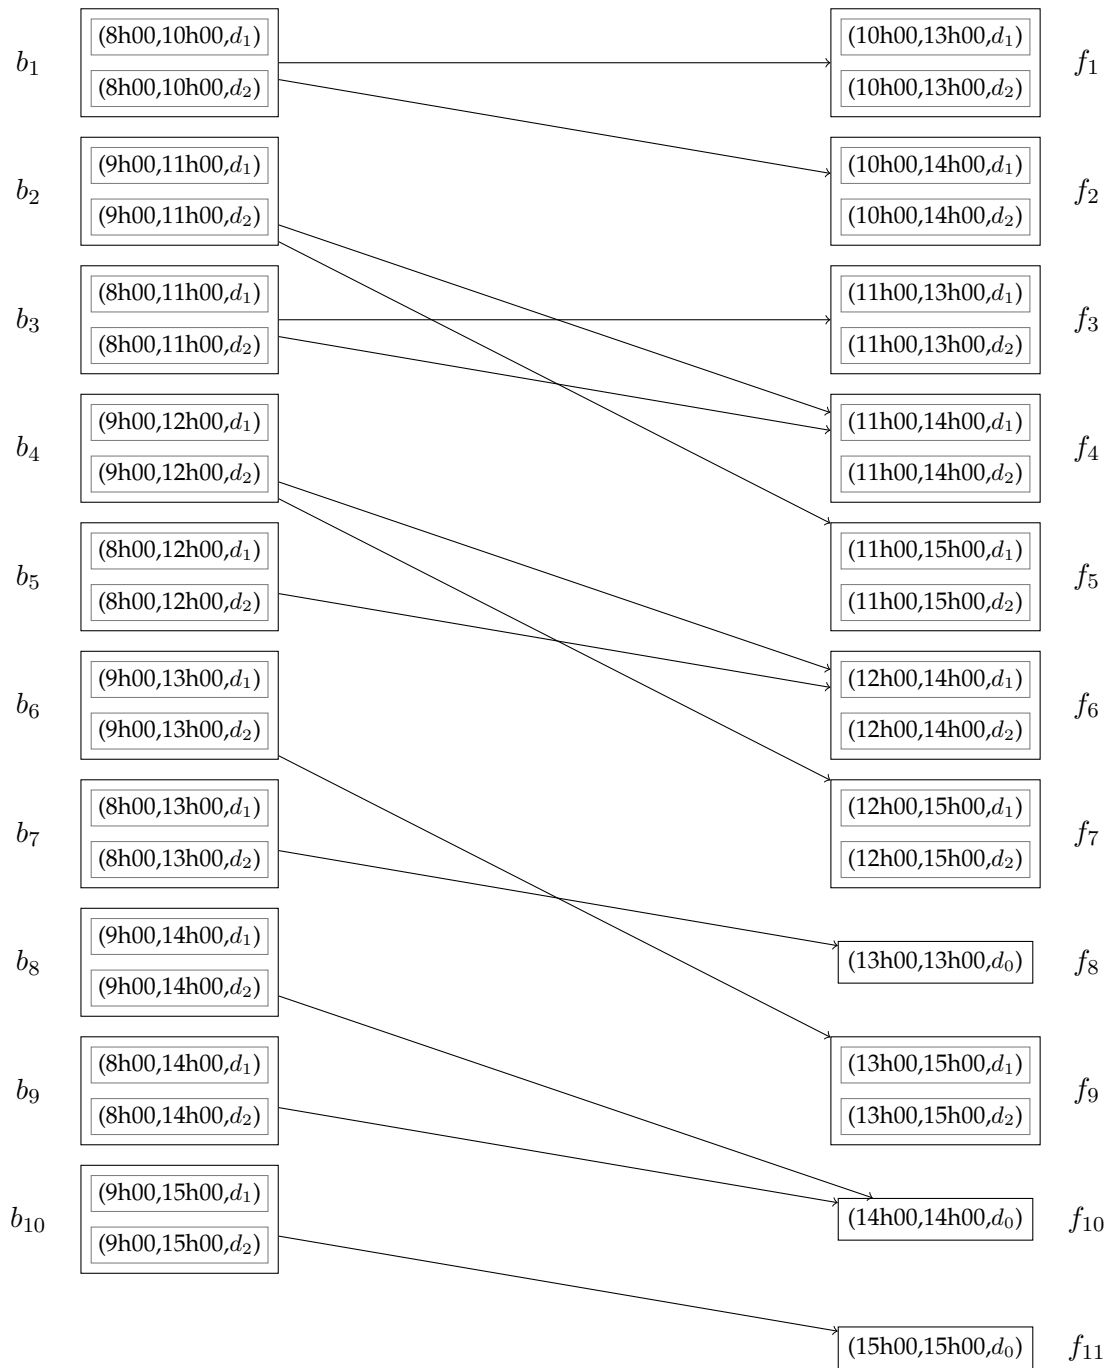 (8h00,10h00,d₁) (10h00,13h00,d₁)
b₁ f₁
(8h00,10h00,d₂) (10h00,13h00,d₂)
(9h00,11h00,d₁) (10h00,14h00,d₁)
b₂ f₂
(9h00,11h00,d₂) (10h00,14h00,d₂)
(8h00,11h00,d₁) (11h00,13h00,d₁)
b₃ f₃
(8h00,11h00,d₂) (11h00,13h00,d₂)
(9h00,12h00,d₁) (11h00,14h00,d₁)
b₄ f₄
(9h00,12h00,d₂) (11h00,14h00,d₂)
(8h00,12h00,d₁) (11h00,15h00,d₁)
b₅ f₅
(8h00,12h00,d₂) (11h00,15h00,d₂)
(9h00,13h00,d₁) (12h00,14h00,d₁)
b₆ f₆
(9h00,13h00,d₂) (12h00,14h00,d₂)
(8h00,13h00,d₁) (12h00,15h00,d₁)
b₇ f₇
(8h00,13h00,d₂) (12h00,15h00,d₂)
(9h00,14h00,d₁)
b₈ (13h00,13h00,d₀) f₈
(9h00,14h00,d₂)
(8h00,14h00,d₁) (13h00,15h00,d₁)
b₉ f₉
(8h00,14h00,d₂) (13h00,15h00,d₂)
(9h00,15h00,d₁)
b₁₀ (14h00,14h00,d₀) f₁₀
(9h00,15h00,d₂)
(15h00,15h00,d₀) f₁₁